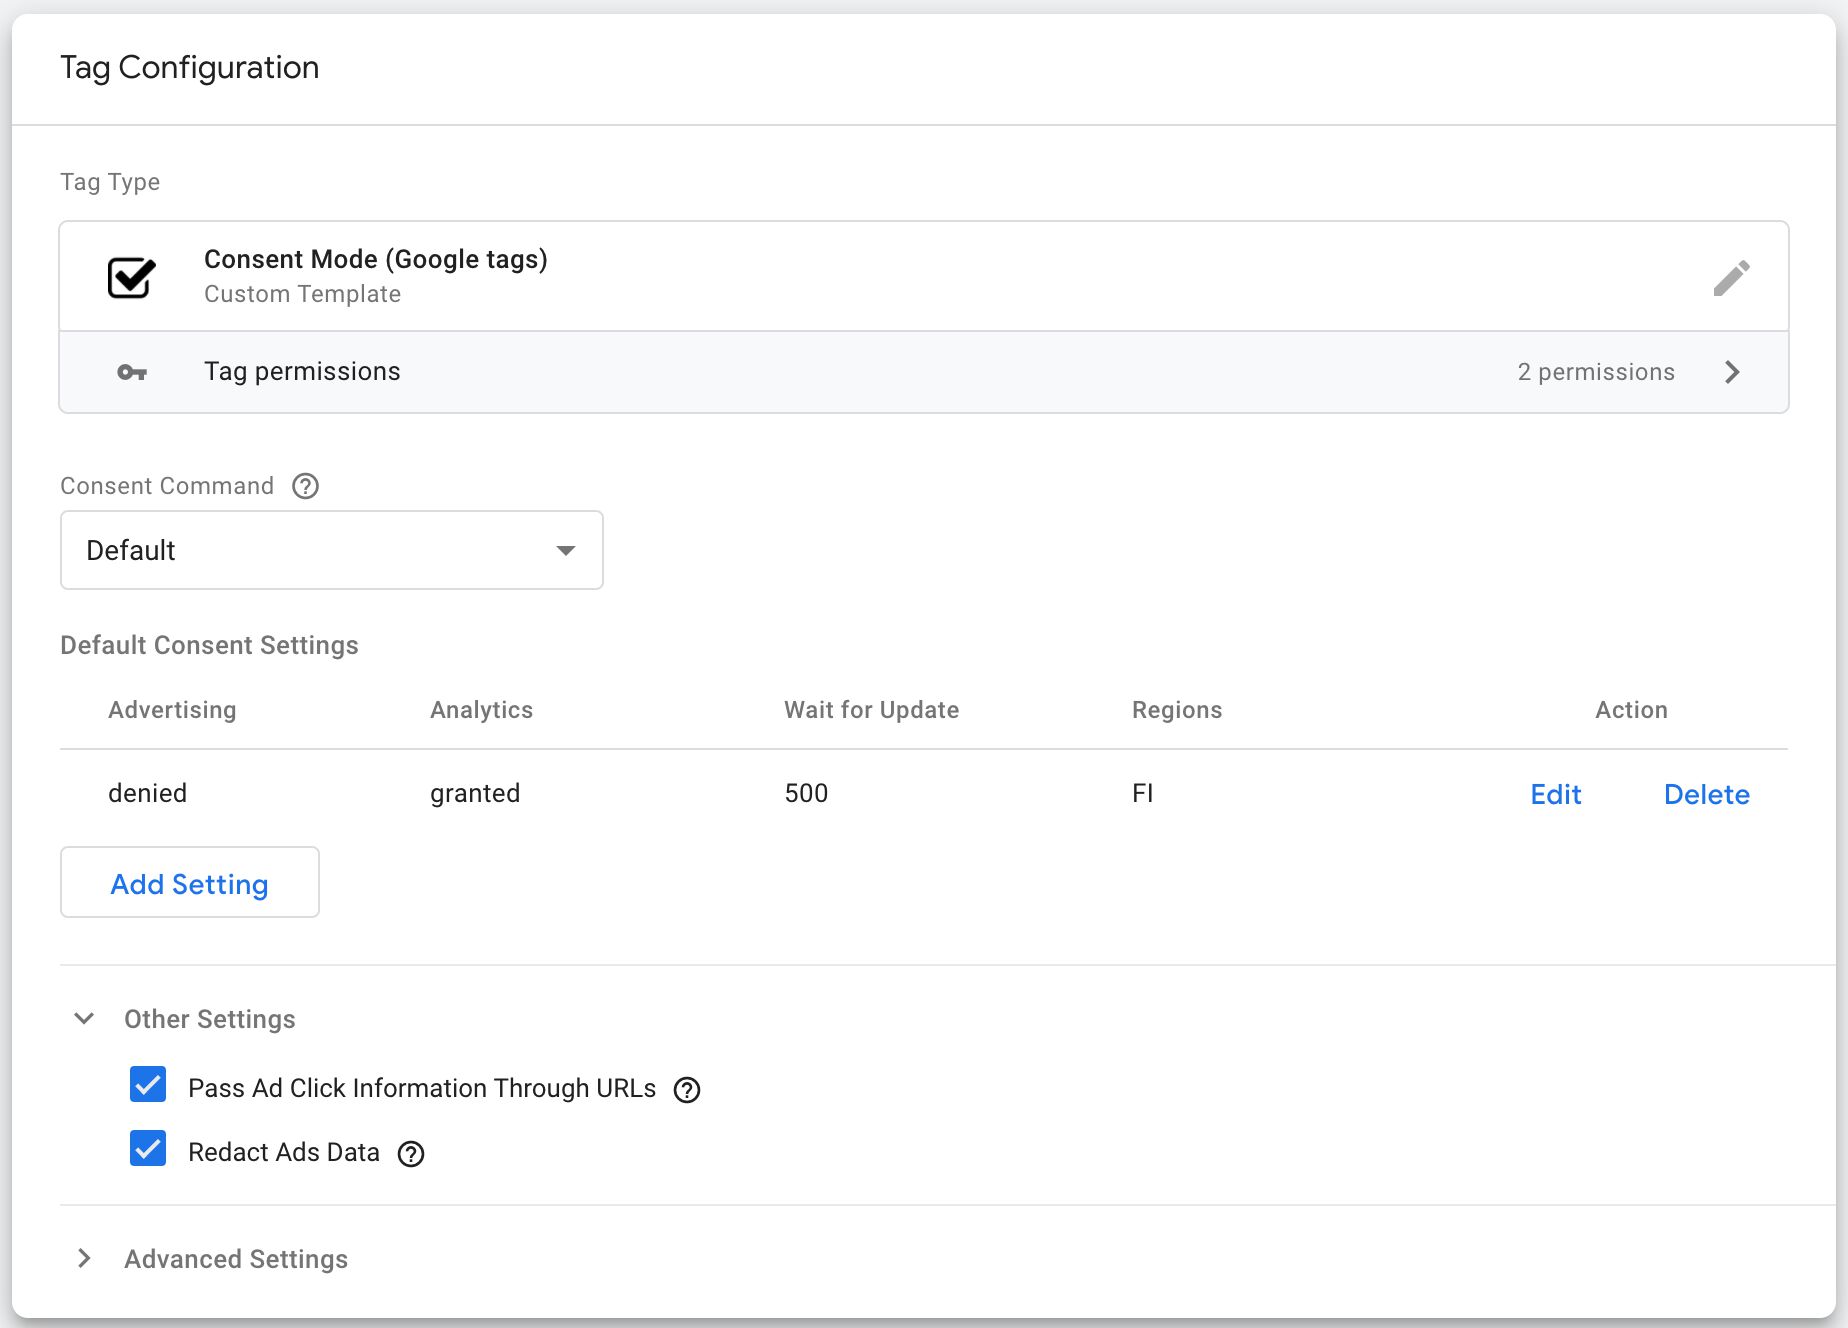 Tag Configuration
Tag Type
Consent Mode (Google tags)
Custom Template
Tag permissions 2 permissions
Consent Command
Default
Default Consent Settings
Advertising Analytics Wait for Update Regions Action
denied granted 500 FI Edit Delete
Add Setting
Other Settings
Pass Ad Click Information Through URLs
Redact Ads Data
Advanced Settings